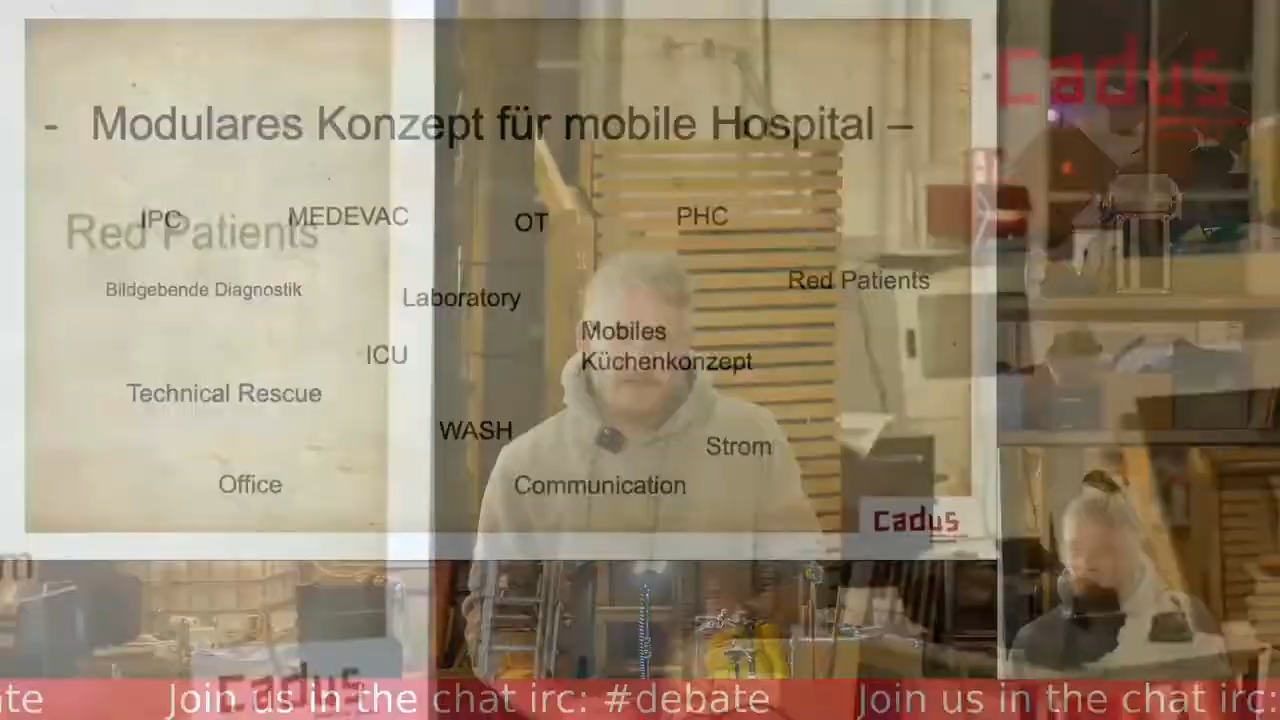 cadus
- Modulares Konzept für mobile Hospital –
IPC MEDEVAC OT PHC
Red Patients
Red Patients
Bildgebende Diagnostik
Laboratory
Mobiles
Küchenkonzept
ICU
Technical Rescue
WASH
Strom
Office
Communication
cadus
cadus
ate Join us in the chat irc: #debate Join us in the chat irc: